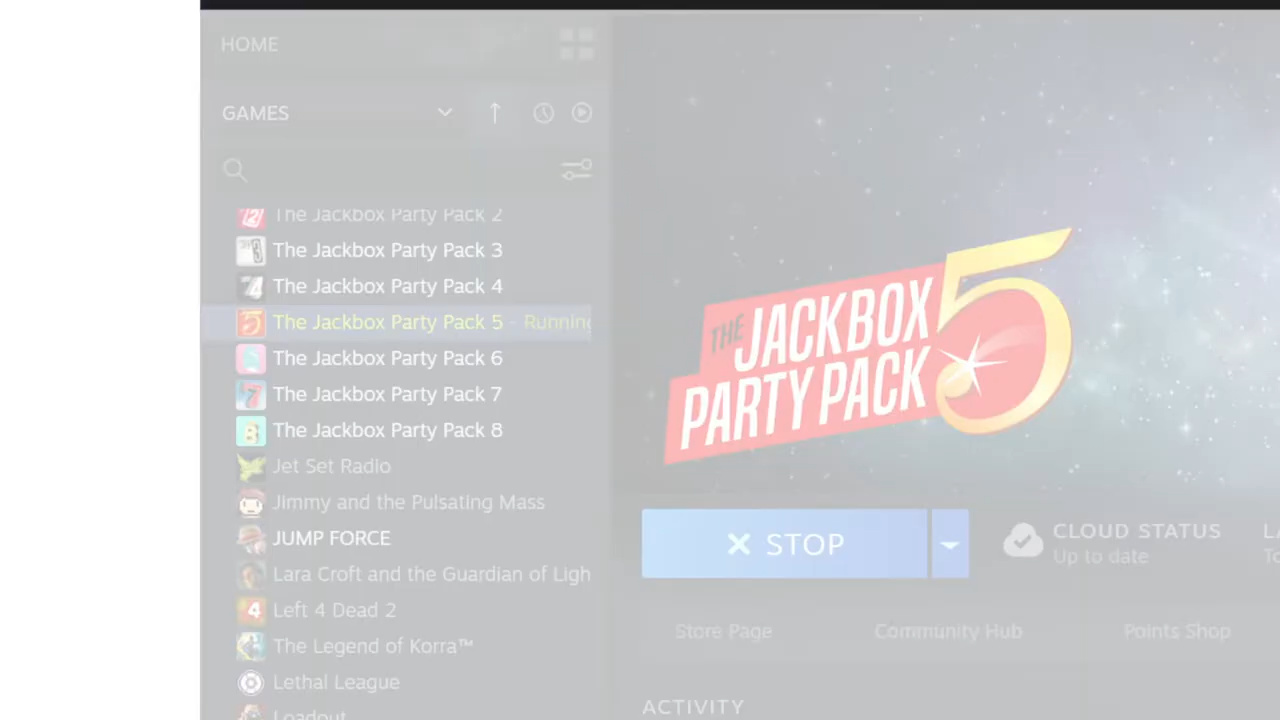 HOME
GAMES
The Jackbox Party Pack 2
The Jackbox Party Pack 3
The Jackbox Party Pack 4
The Jackbox Party Pack 5 - Running
The Jackbox Party Pack 6
The Jackbox Party Pack 7
The Jackbox Party Pack 8
Jet Set Radio
Jimmy and the Pulsating Mass
JUMP FORCE
Lara Croft and the Guardian of Ligh
Left 4 Dead 2
The Legend of Korra™
Lethal League
Loadout
THE
JACKBOX
PARTY PACK 5
STOP
CLOUD STATUS
Up to date
Store Page
Community Hub
Points Shop
ACTIVITY